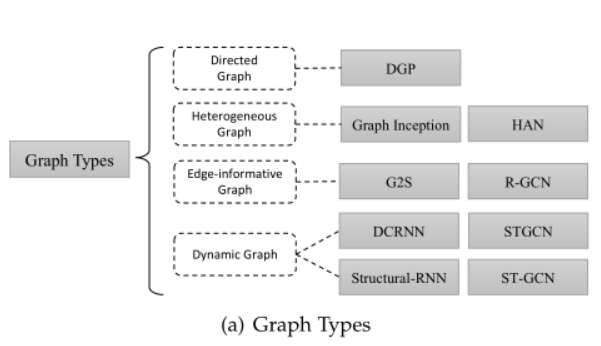 Graph Types
Directed
Graph
DGP
Heterogeneous
Graph
Graph Inception
HAN
Edge-informative
Graph
G2S
R-GCN
Dynamic Graph
DCRNN
STGCN
Structural-RNN
ST-GCN
(a) Graph Types